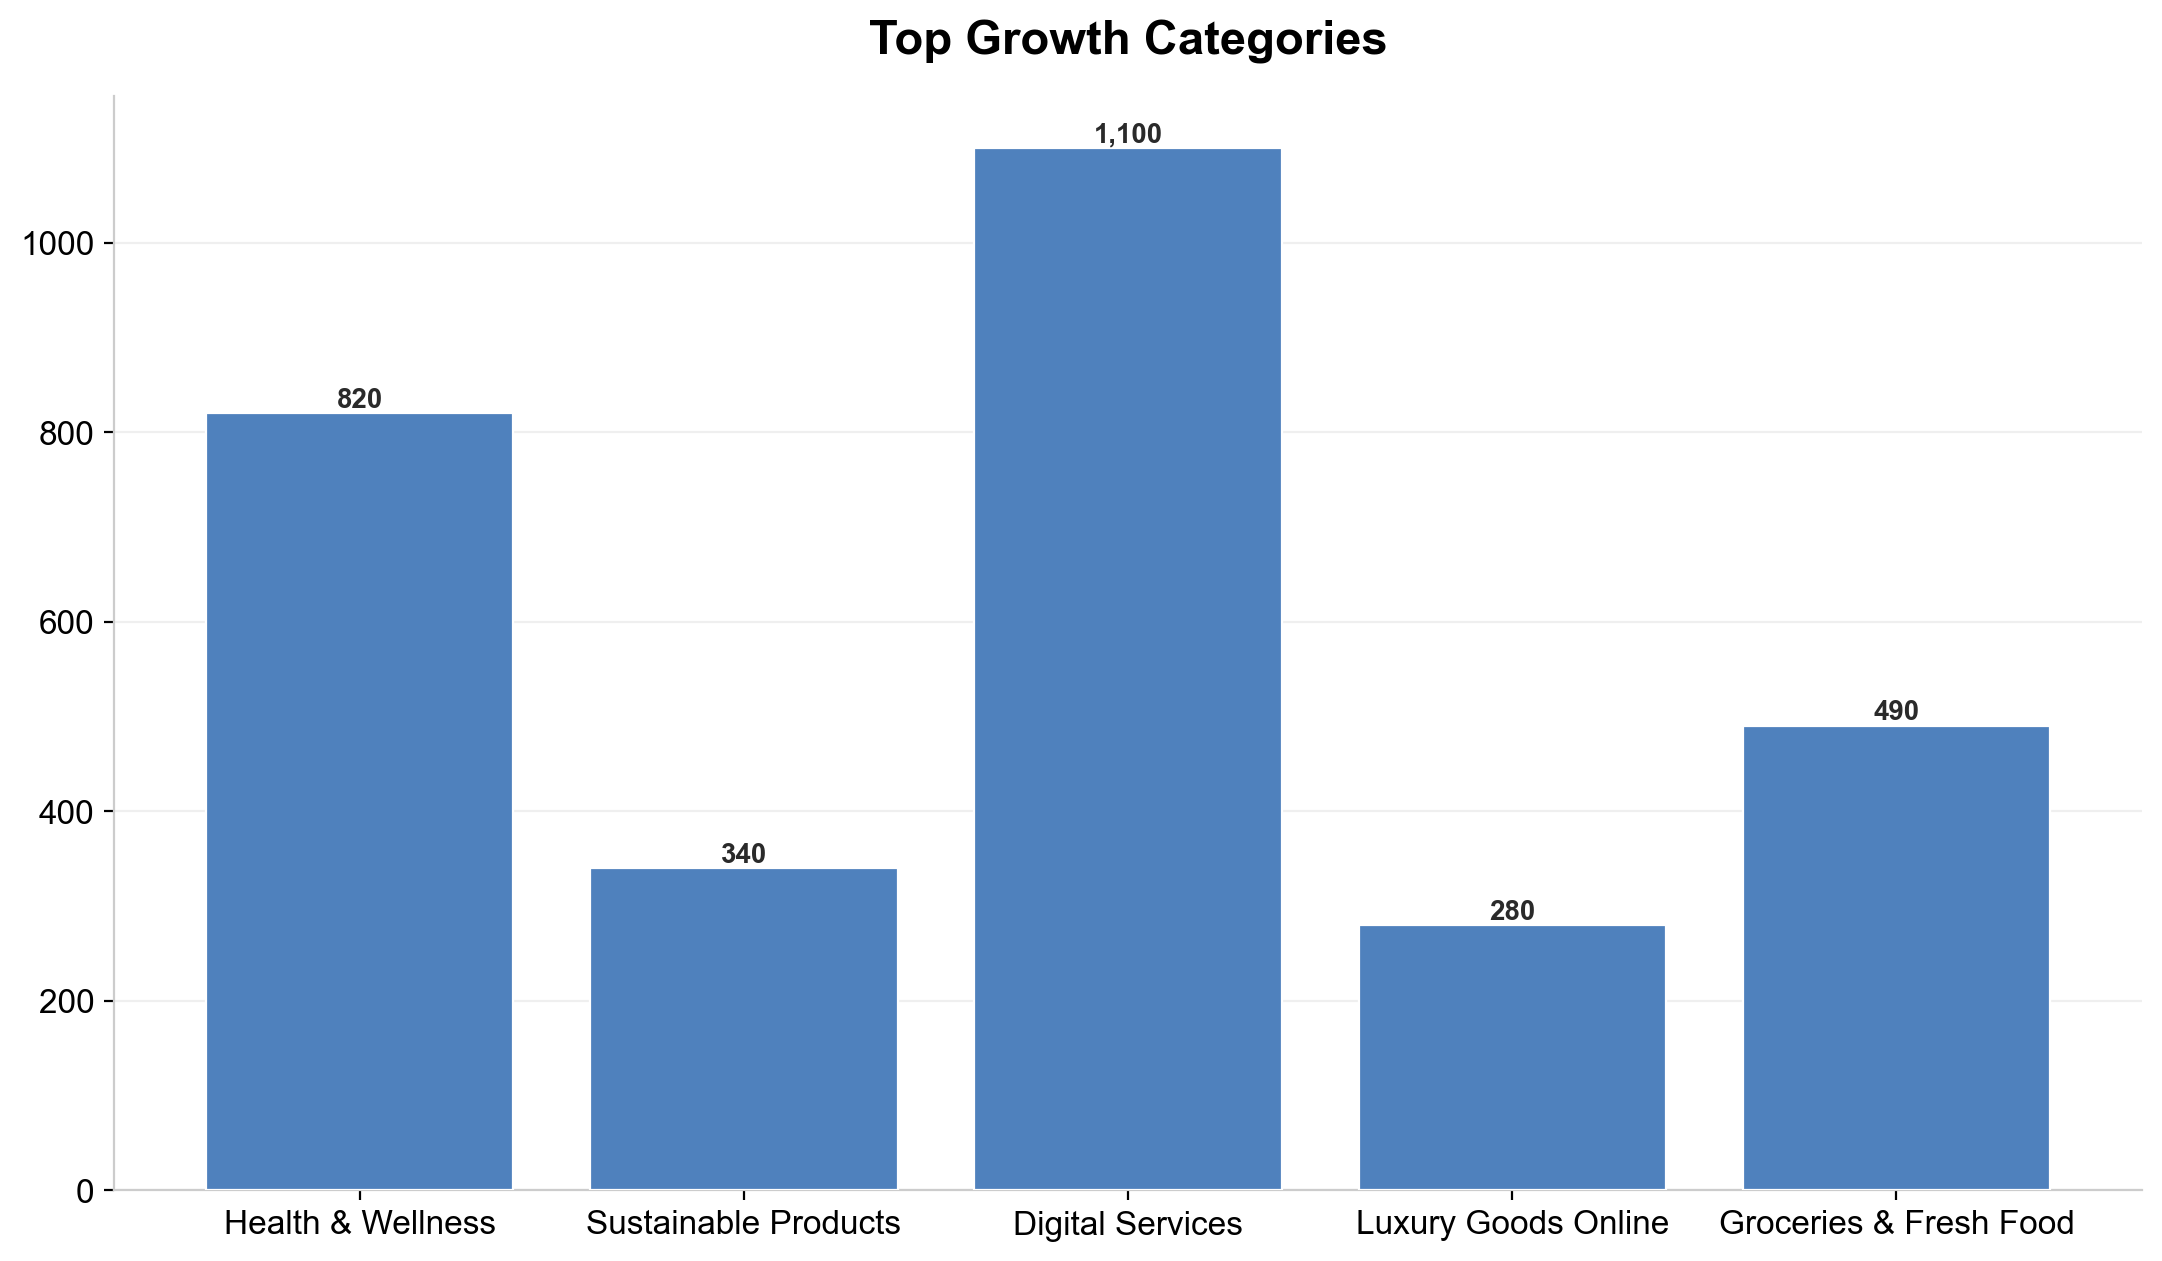 Top Growth Categories
1,100
1000
820
800
600
490
400
340
280
200
0
Health & Wellness
Sustainable Products
Digital Services
Luxury Goods Online
Groceries & Fresh Food